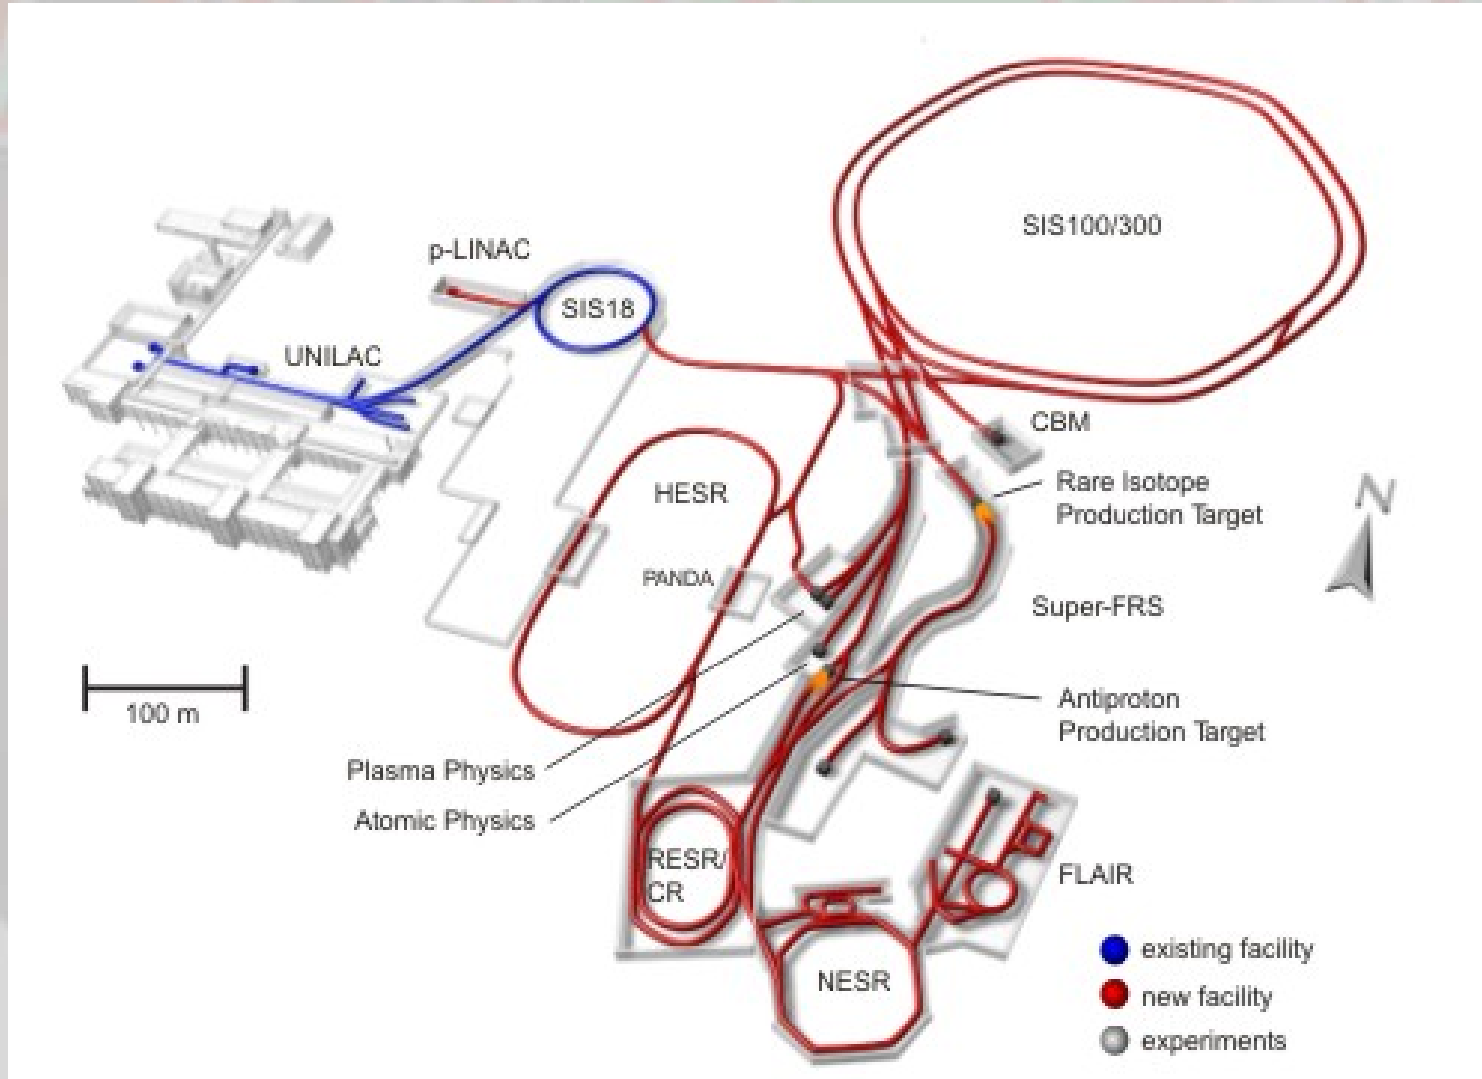 SIS100/300
p-LINAC
SIS18
UNILAC
CBM
HESR
Rare Isotope
Production Target
N
PANDA
Super-FRS
100 m
Antiproton
Production Target
Plasma Physics
Atomic Physics
RESR/
CR
FLAIR
NESR
existing facility
new facility
experiments